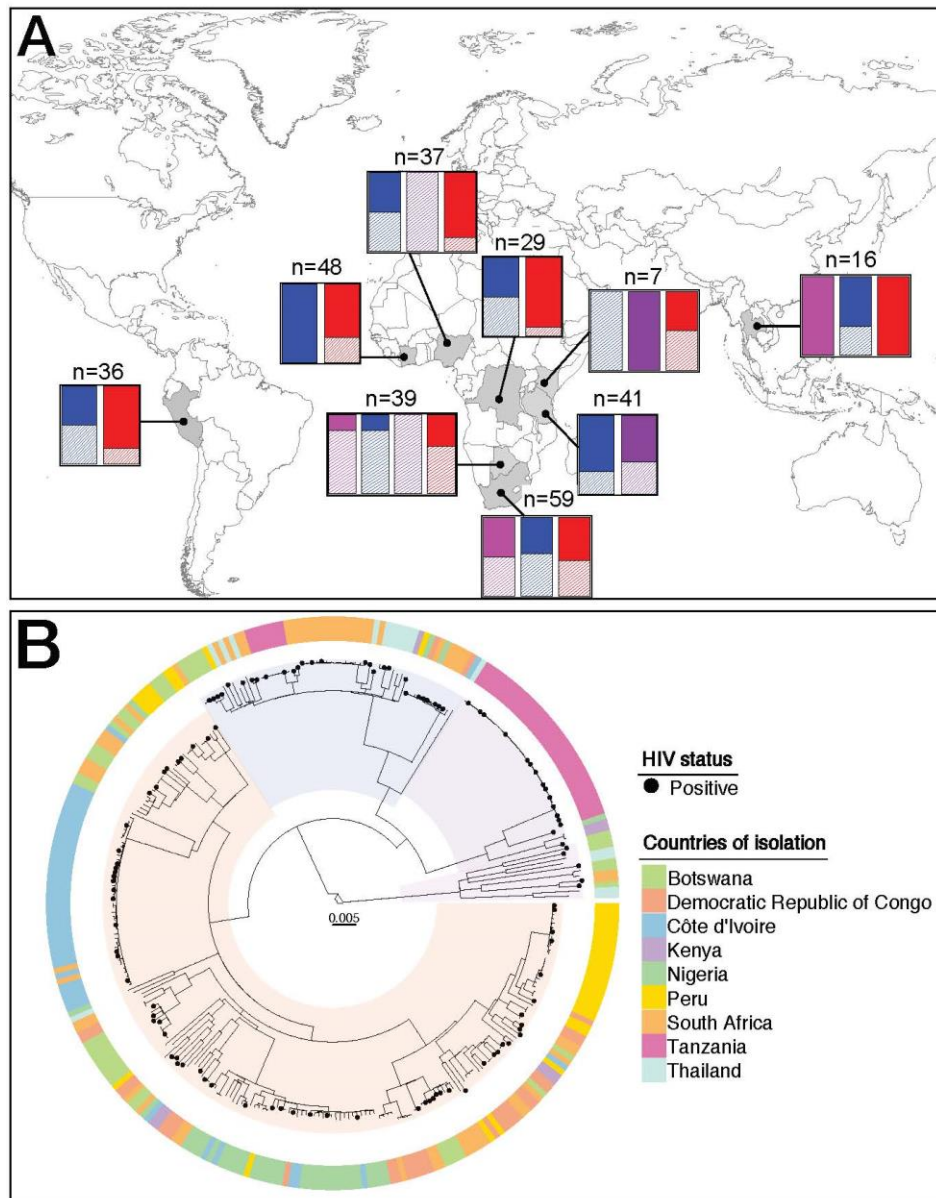 A
n=37
n=29
n=7
n=16
n=48
n=36
n=39
n=41
n=59
B
HIV status
Positive
Countries of isolation
Botswana
Democratic Republic of Congo
Côte d'Ivoire
Kenya
Nigeria
Peru
South Africa
Tanzania
Thailand
0.005